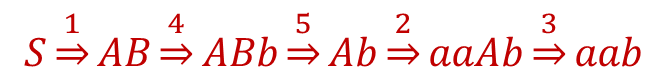 S ⇒¹ AB ⇒⁴ ABb ⇒⁵ Ab ⇒² aaAb ⇒³ aab